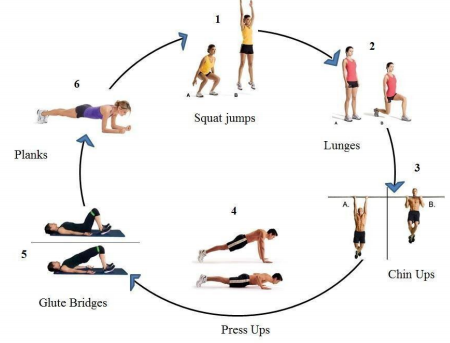 1
A
B
Squat jumps
2
A
B
Lunges
3
A.
B.
Chin Ups
4
Press Ups
5
Glute Bridges
6
Planks